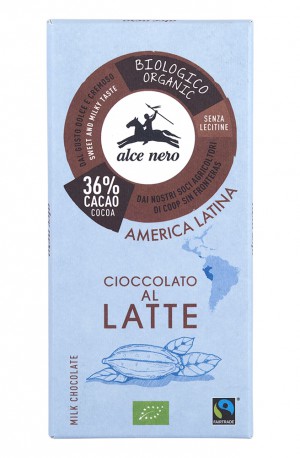 BIOLOGICO
ORGANIC
DAL GUSTO DOLCE E CREMOSO
SWEET AND MILKY TASTE
SENZA
LECITINE
alce nero
36%
CACAO
COCOA
DAI NOSTRI SOCI AGRICOLTORI
DI COOP SIN FRONTERAS
AMERICA LATINA
CIOCCOLATO
AL
LATTE
MILK CHOCOLATE
FAIRTRADE